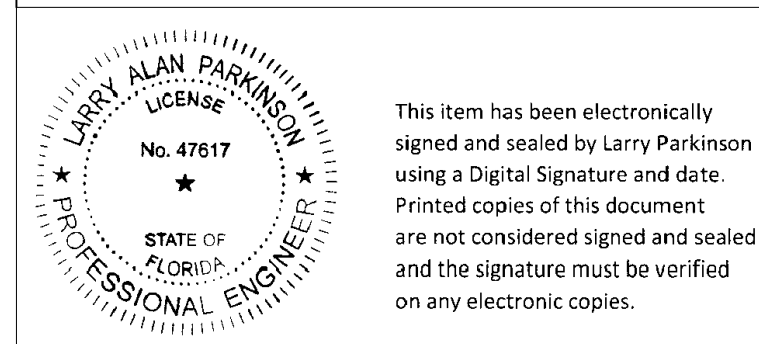 LARRY ALAN PARKINSON
LICENSE
No. 47617
★
★ ★
STATE OF
FLORIDA
PROFESSIONAL ENGINEER
This item has been electronically
signed and sealed by Larry Parkinson
using a Digital Signature and date.
Printed copies of this document
are not considered signed and sealed
and the signature must be verified
on any electronic copies.